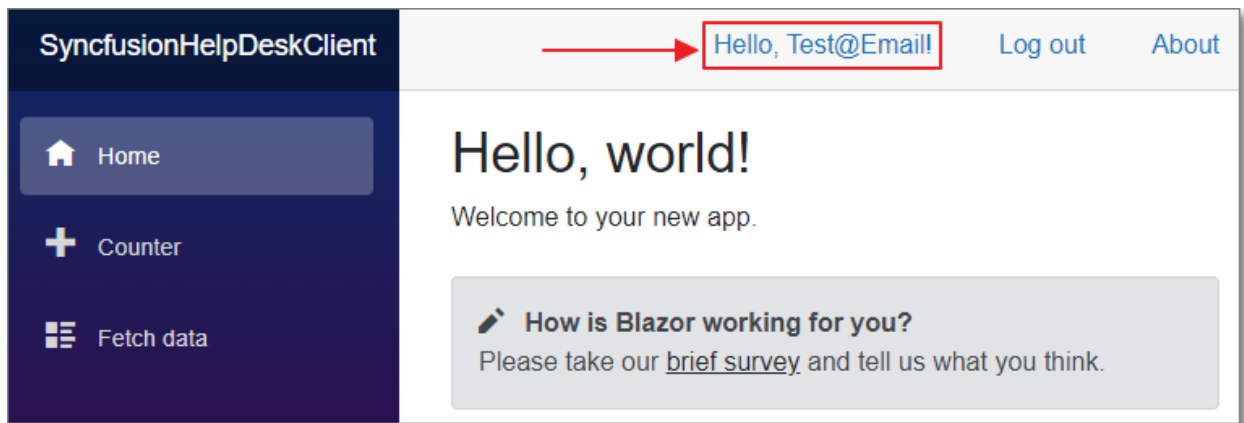 SyncfusionHelpDeskClient
Hello, Test@Email!
Log out
About
Home
Counter
Fetch data
Hello, world!
Welcome to your new app.
How is Blazor working for you?
Please take our brief survey and tell us what you think.